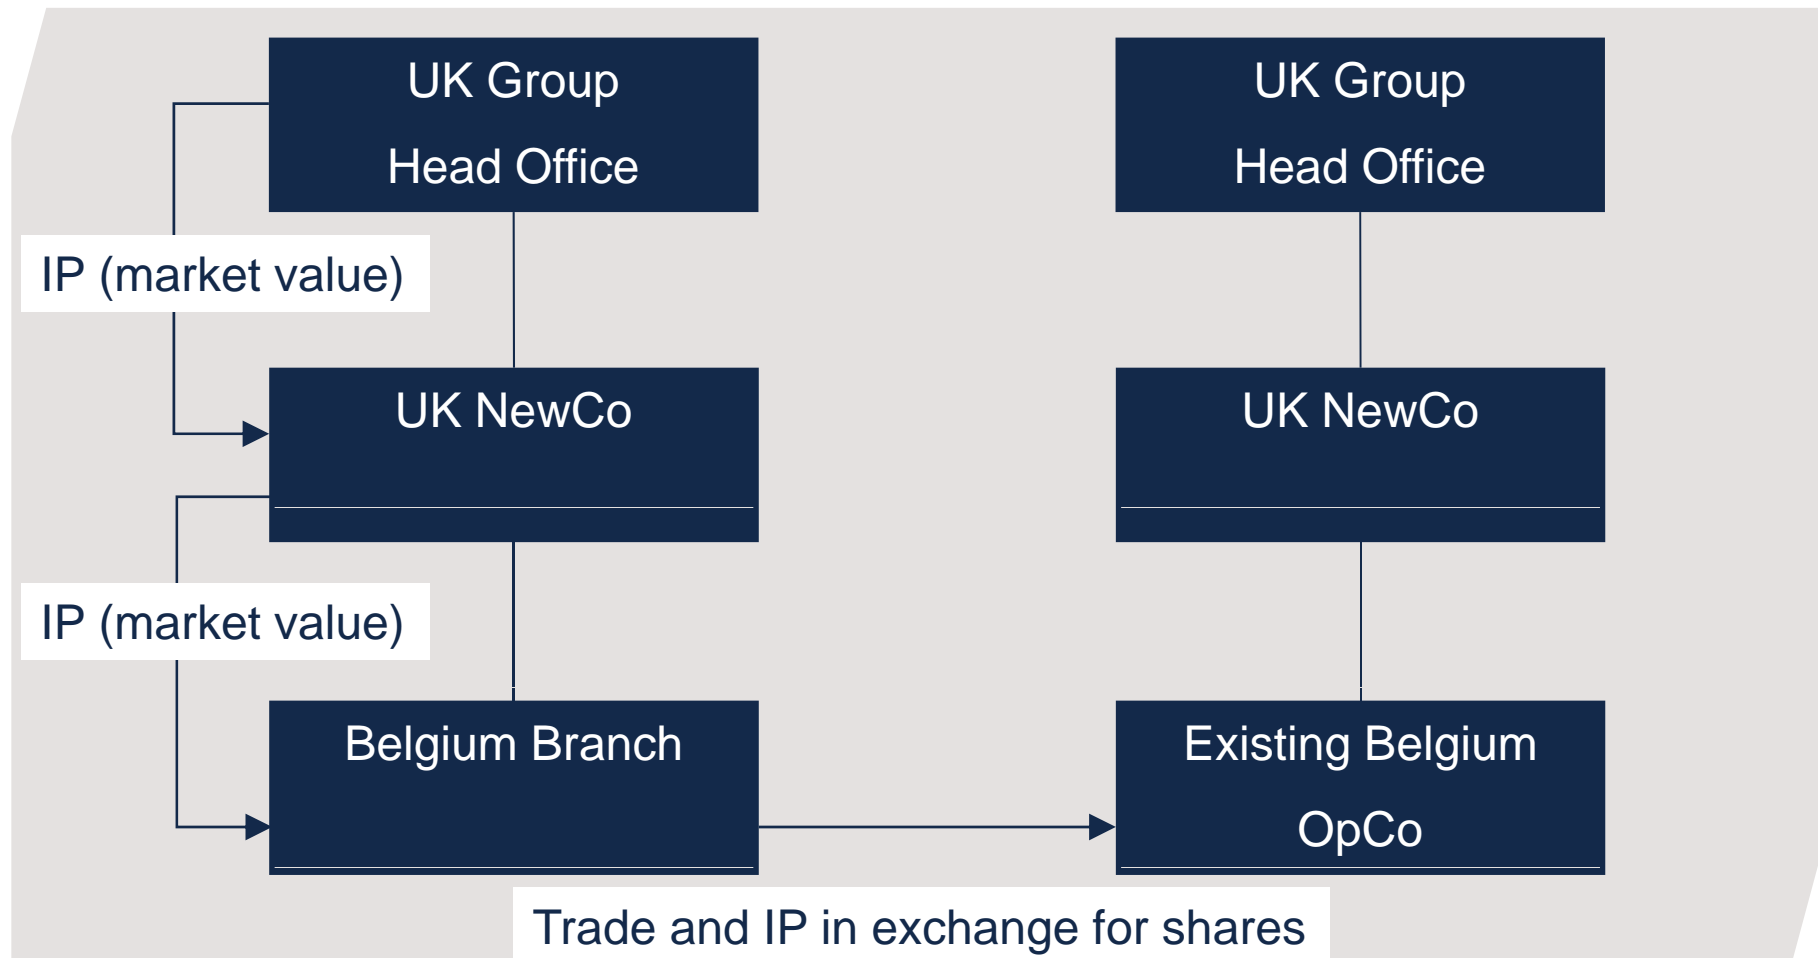 UK Group
Head Office
UK Group
Head Office
IP (market value)
UK NewCo
UK NewCo
IP (market value)
Belgium Branch
Existing Belgium
OpCo
Trade and IP in exchange for shares